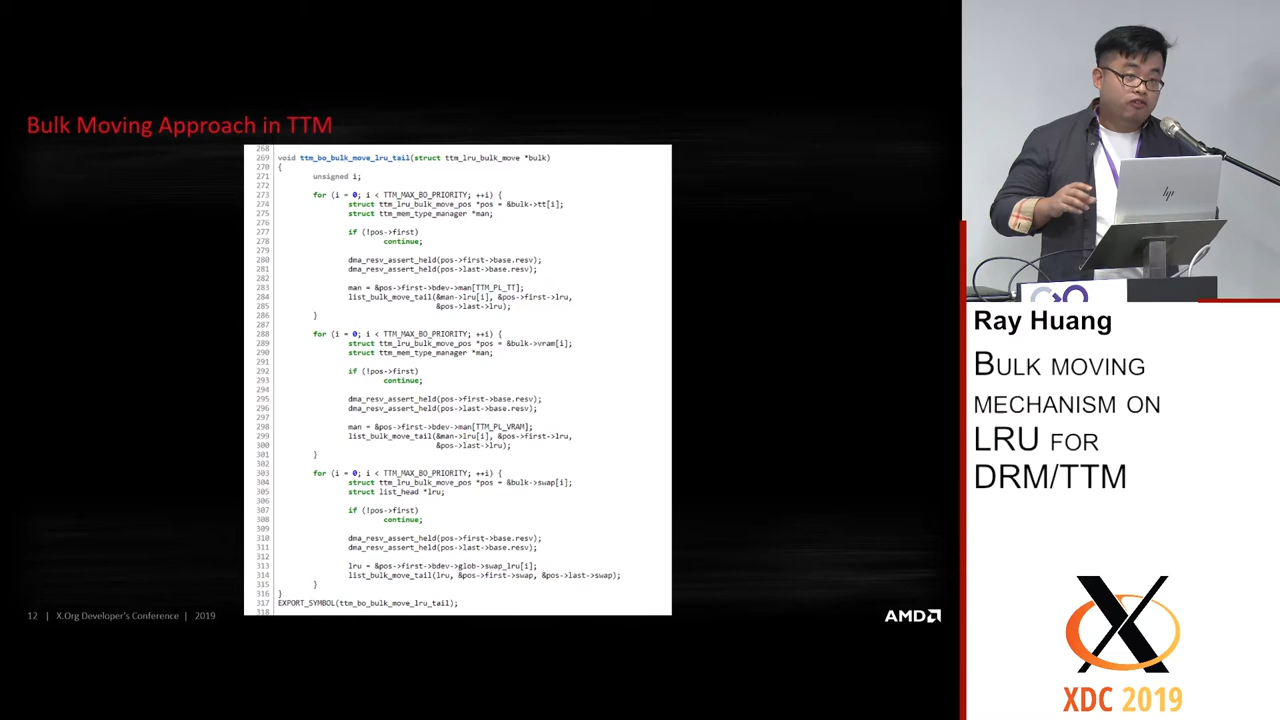 Bulk Moving Approach in TTM
268
269 void ttm_bo_bulk_move_lru_tail(struct ttm_lru_bulk_move *bulk)
270 {
271 unsigned i;
272
273 for (i = 0; i < TTM_MAX_BO_PRIORITY; ++i) {
274 struct ttm_lru_bulk_move_pos *pos = &bulk->tt[i];
275 struct ttm_mem_type_manager *man;
276
277 if (!pos->first)
278 continue;
279
280 dma_resv_assert_held(pos->first->base.resv);
281 dma_resv_assert_held(pos->last->base.resv);
282
283 man = &pos->first->bdev->man[TTM_PL_TT];
284 list_bulk_move_tail(&man->lru[i], &pos->first->lru,
285 &pos->last->lru);
286 }
287
288 for (i = 0; i < TTM_MAX_BO_PRIORITY; ++i) {
289 struct ttm_lru_bulk_move_pos *pos = &bulk->vram[i];
290 struct ttm_mem_type_manager *man;
291
292 if (!pos->first)
293 continue;
294
295 dma_resv_assert_held(pos->first->base.resv);
296 dma_resv_assert_held(pos->last->base.resv);
297
298 man = &pos->first->bdev->man[TTM_PL_VRAM];
299 list_bulk_move_tail(&man->lru[i], &pos->first->lru,
300 &pos->last->lru);
301 }
302
303 for (i = 0; i < TTM_MAX_BO_PRIORITY; ++i) {
304 struct ttm_lru_bulk_move_pos *pos = &bulk->swap[i];
305 struct list_head *lru;
306
307 if (!pos->first)
308 continue;
309
310 dma_resv_assert_held(pos->first->base.resv);
311 dma_resv_assert_held(pos->last->base.resv);
312
313 lru = &pos->first->bdev->glob->swap_lru[i];
314 list_bulk_move_tail(lru, &pos->first->swap, &pos->last->swap);
315 }
316 }
317 EXPORT_SYMBOL(ttm_bo_bulk_move_lru_tail);
318
12 | X.Org Developer's Conference | 2019
AMD
hp
Ray Huang
BULK MOVING
MECHANISM ON
LRU FOR
DRM/TTM
XDC 2019